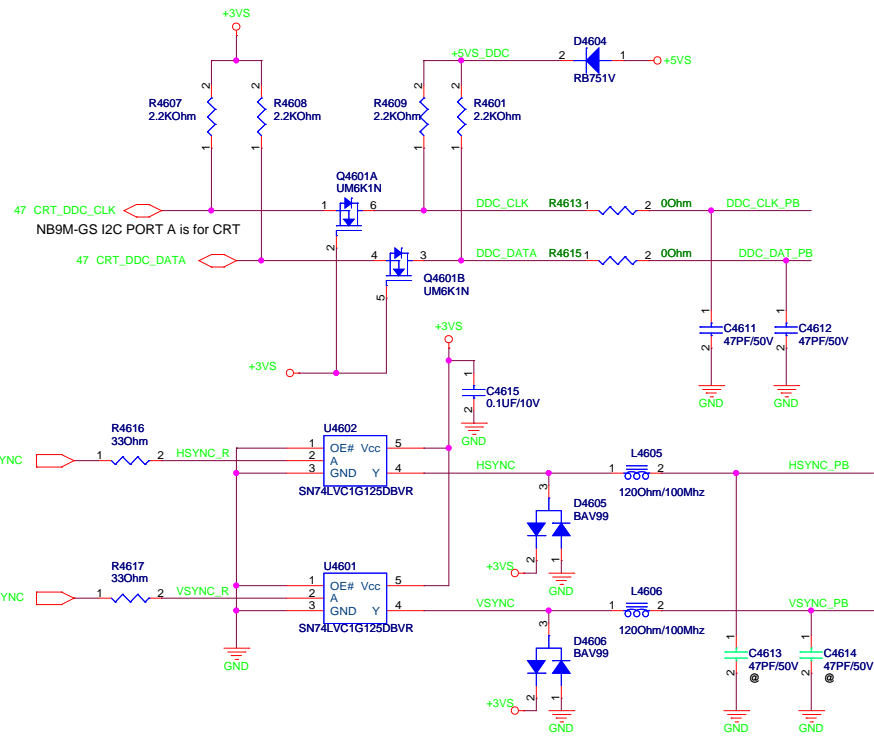 +3VS
D4604
+5VS_DDC
2
1
+5VS
RB751V
2
2
2
2
R4607
2.2KOhm
R4608
2.2KOhm
R4609
2.2KOhm
R4601
2.2KOhm
1
1
1
1
Q4601A
UM6K1N
47 CRT_DDC_CLK
1
6
DDC_CLK
R4613
1
2
0Ohm
DDC_CLK_PB
NB9M-GS I2C PORT A is for CRT
2
47 CRT_DDC_DATA
4
3
DDC_DATA
R4615
1
2
0Ohm
DDC_DAT_PB
Q4601B
UM6K1N
5
1
1
+3VS
C4611
47PF/50V
C4612
47PF/50V
2
2
+3VS
1
C4615
0.1UF/10V
2
GND
GND
GND
R4616
33Ohm
U4602
YNC
1
2
HSYNC_R
1
2
3
OE# Vcc
A
GND Y
5
4
SN74LVC1G125DBVR
HSYNC
L4605
1
2
120Ohm/100Mhz
HSYNC_PB
3
D4605
BAV99
2
1
+3VS
GND
R4617
33Ohm
U4601
YNC
1
2
VSYNC_R
1
2
3
OE# Vcc
A
GND Y
5
4
SN74LVC1G125DBVR
VSYNC
L4606
1
2
120Ohm/100Mhz
VSYNC_PB
GND
3
D4606
BAV99
2
1
+3VS
GND
1
C4613
47PF/50V
@
2
GND
1
C4614
47PF/50V
@
2
GND